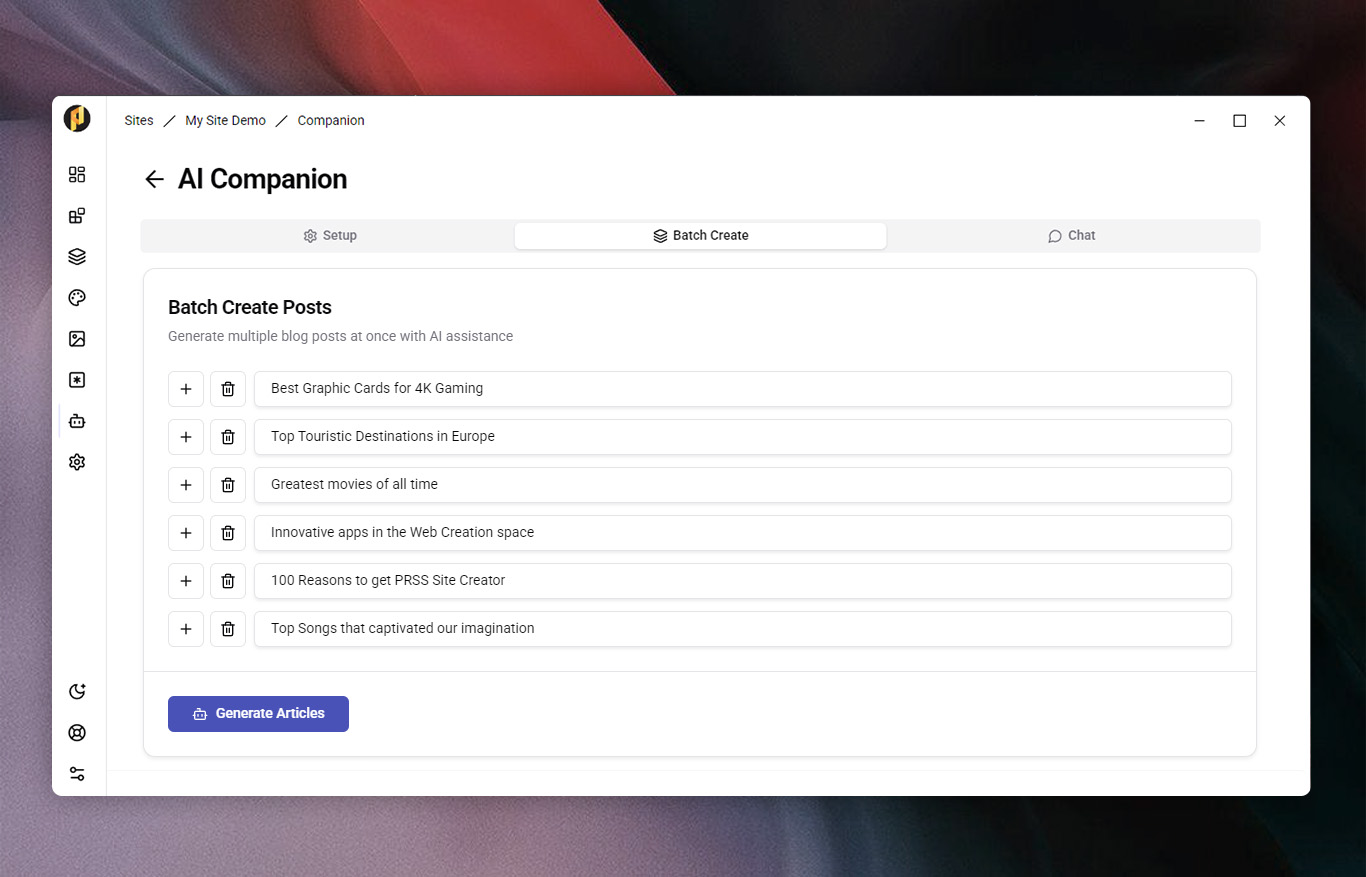 Sites / My Site Demo / Companion
AI Companion
Setup
Batch Create
Chat
Batch Create Posts
Generate multiple blog posts at once with AI assistance
Best Graphic Cards for 4K Gaming
Top Touristic Destinations in Europe
Greatest movies of all time
Innovative apps in the Web Creation space
100 Reasons to get PRSS Site Creator
Top Songs that captivated our imagination
Generate Articles